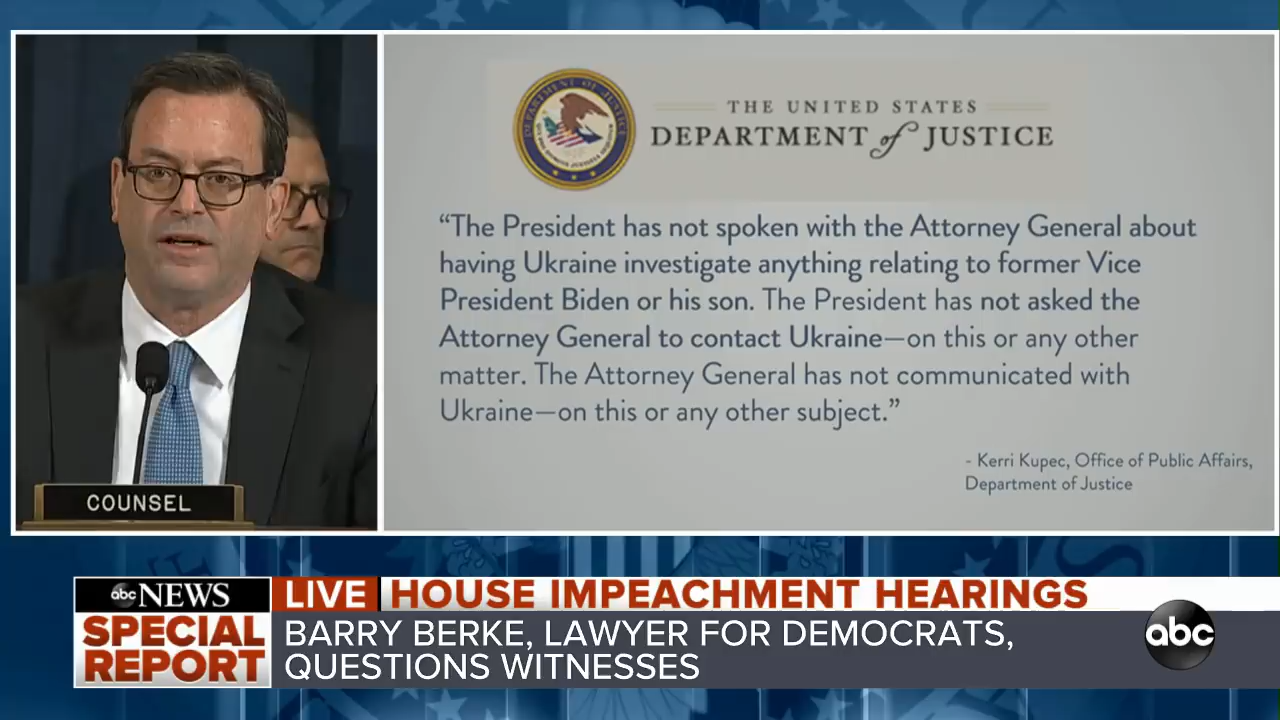 COUNSEL
THE UNITED STATES
DEPARTMENT of JUSTICE
“The President has not spoken with the Attorney General about
having Ukraine investigate anything relating to former Vice
President Biden or his son. The President has not asked the
Attorney General to contact Ukraine—on this or any other
matter. The Attorney General has not communicated with
Ukraine—on this or any other subject.”
- Kerri Kupec, Office of Public Affairs,
Department of Justice
abc NEWS
SPECIAL
REPORT
LIVE HOUSE IMPEACHMENT HEARINGS
BARRY BERKE, LAWYER FOR DEMOCRATS,
QUESTIONS WITNESSES
abc